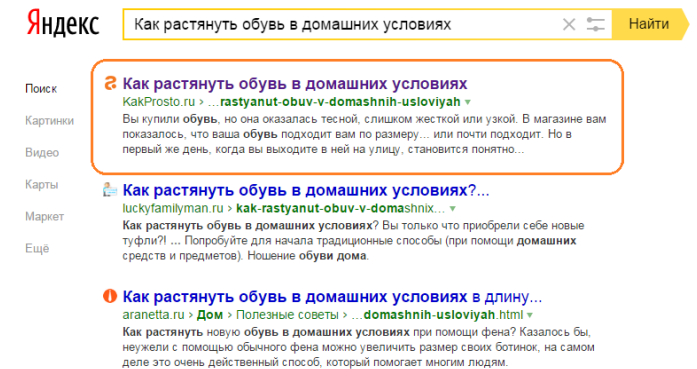 Яндекс
Как растянуть обувь в домашних условиях
Найти
Поиск
Картинки
Видео
Карты
Маркет
Ещё
Как растянуть обувь в домашних условиях
KakProsto.ru › ...rastyanut-obuv-v-domashnih-usloviyah
Вы купили обувь, но она оказалась тесной, слишком жесткой или узкой. В магазине вам
показалось, что ваша обувь подходит вам по размеру... или почти подходит. Но в
первый же день, когда вы выходите в ней на улицу, становится понятно...
Как растянуть обувь в домашних условиях?...
luckyfamilyman.ru › kak-rastyanut-obuv-v-domashnix...
Как растянуть обувь в домашних условиях? Вы только что приобрели себе новые
туфли?! ... Попробуйте для начала традиционные способы (при помощи домашних
средств и предметов). Ношение обуви дома.
Как растянуть обувь в домашних условиях в длину...
aranetta.ru › Дом › Полезные советы › ...domashnih-usloviyah.html
Как растянуть новую обувь в домашних условиях при помощи фена? Казалось бы,
неужели с помощью обычного фена можно увеличить размер своих ботинок, на самом
деле это очень действенный способ, который помогает многим людям.